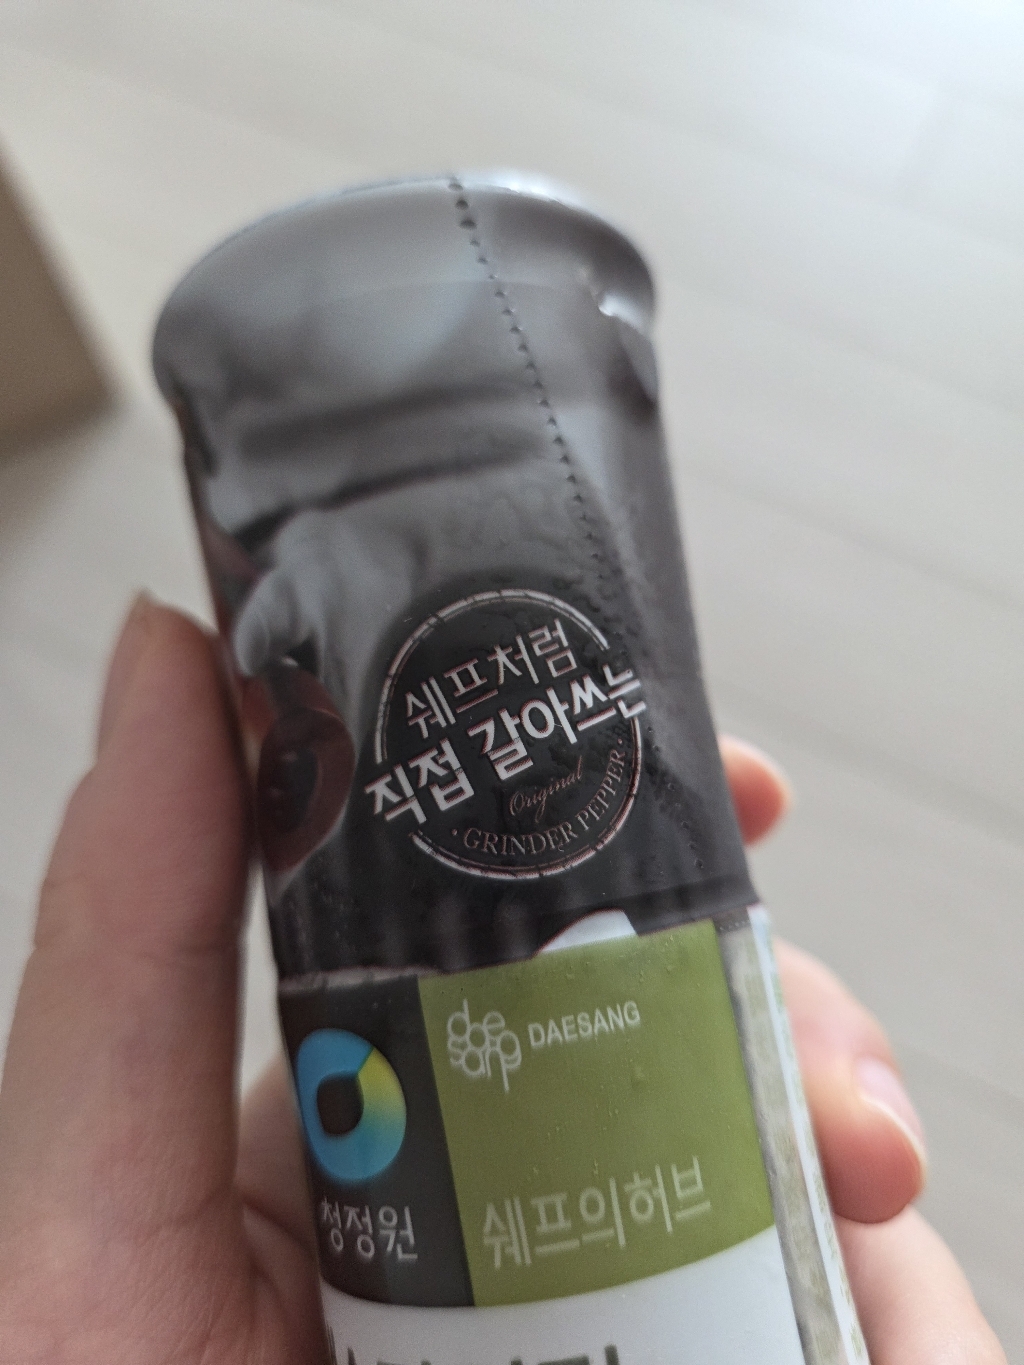 쉐프처럼
직접 갈아쓰는
Original
· GRINDER PEPPER ·
daesang
DAESANG
청정원
쉐프의허브